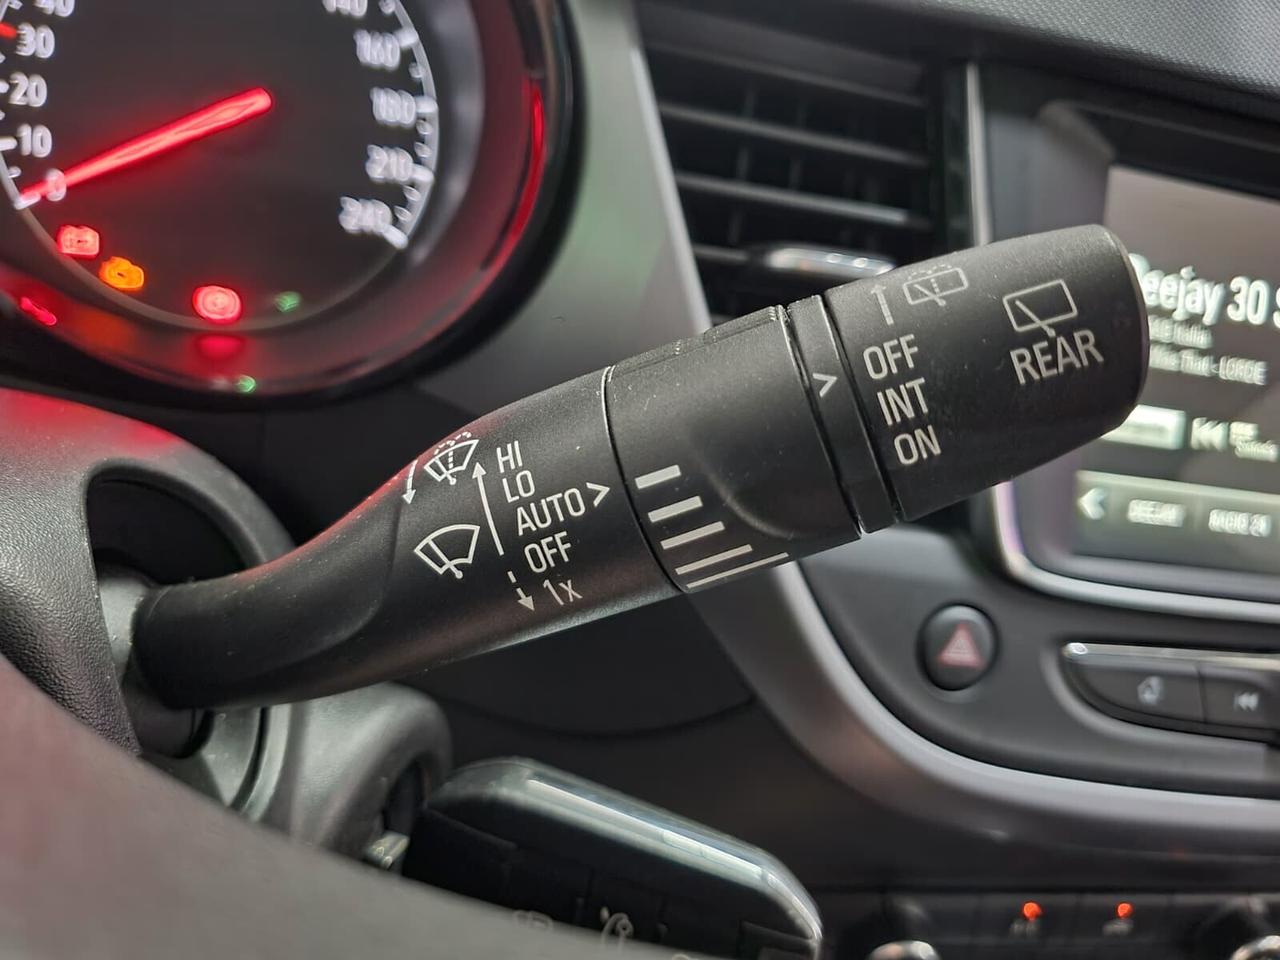 30
20
10
0
160
180
210
240
HI
LO
AUTO
OFF
1x
OFF
INT
ON
REAR
Deejay 30
LORDE
DEEJAY